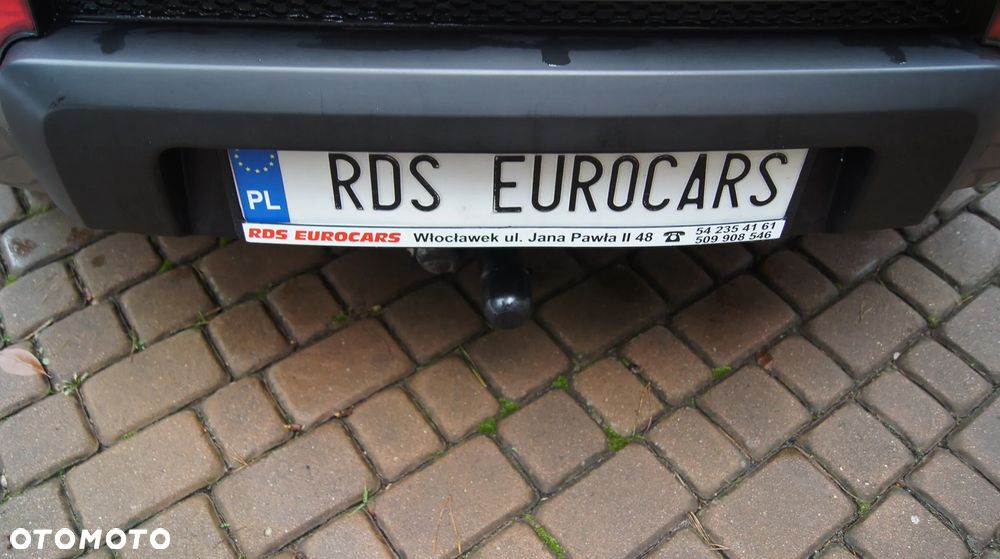 PL RDS EUROCARS
RDS EUROCARS Włocławek ul. Jana Pawła II 48 ☎ 54 235 41 61
509 908 546
OTOMOTO